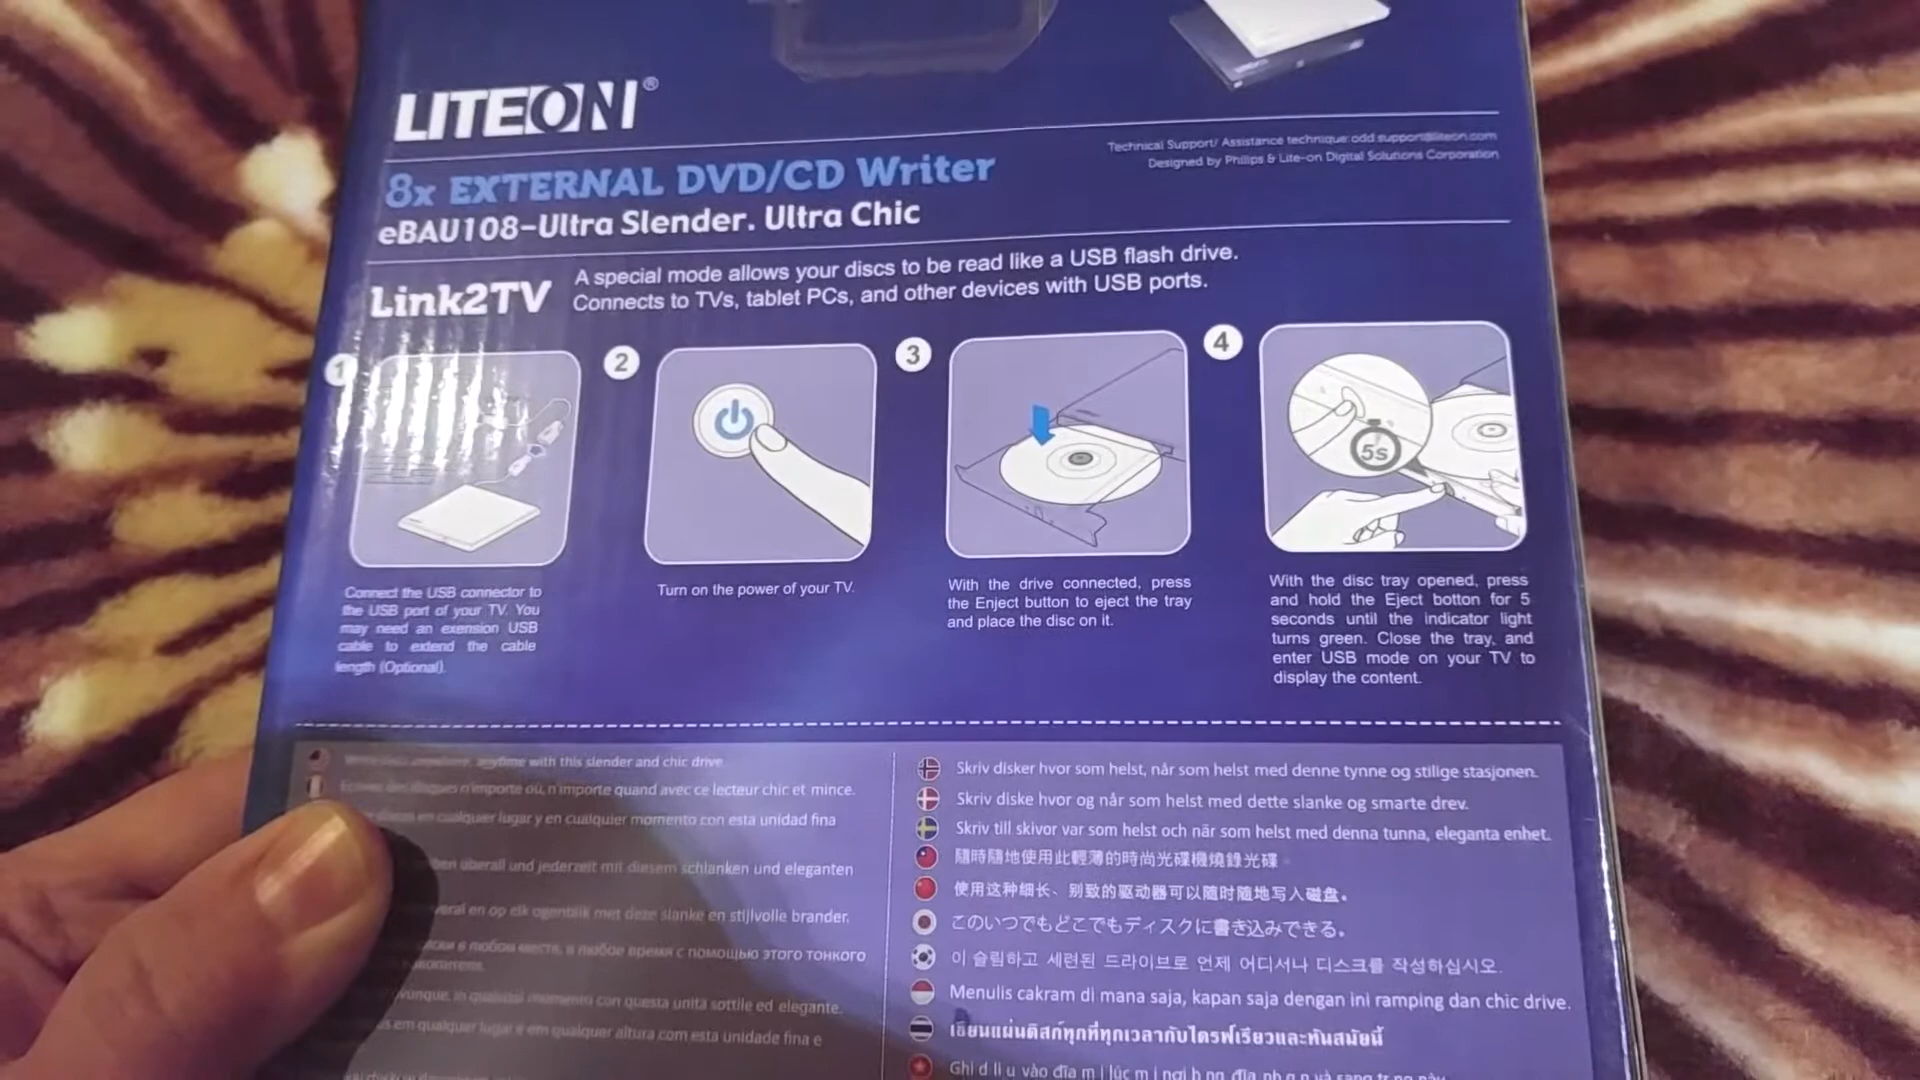 LITEON®
Technical Support/ Assistance technique: odd.support@liteon.com
Designed by Philips & Lite-on Digital Solutions Corporation
8x EXTERNAL DVD/CD Writer
eBAU108-Ultra Slender. Ultra Chic
Link2TV
A special mode allows your discs to be read like a USB flash drive.
Connects to TVs, tablet PCs, and other devices with USB ports.
1
Connect the USB connector to
the USB port of your TV. You
may need an exension USB
cable to extend the cable
length (Optional).
2
Turn on the power of your TV.
3
With the drive connected, press
the Enject button to eject the tray
and place the disc on it.
4
5s
With the disc tray opened, press
and hold the Eject botton for 5
seconds until the indicator light
turns green. Close the tray, and
enter USB mode on your TV to
display the content.
anywhere, anytime with this slender and chic drive.
n'importe où, n'importe quand avec ce lecteur chic et mince.
en cualquier lugar y en cualquier momento con esta unidad fina
überall und jederzeit mit diesem schlanken und eleganten
en op elk ogenblik met deze slanke en stijlvolle brander.
в любом месте, в любое время с помощью этого тонкого
in qualsiasi momento con questa unità sottile ed elegante.
em qualquer lugar e em qualquer altura com esta unidade fina e
Skriv disker hvor som helst, når som helst med denne tynne og stilige stasjonen.
Skriv diske hvor og når som helst med dette slanke og smarte drev.
Skriv till skivor var som helst och när som helst med denna tunna, eleganta enhet.
隨時隨地使用此輕薄的時尚光碟機燒錄光碟
使用这种细长、别致的驱动器可以随时随地写入磁盘。
このいつでもどこでもディスクに書き込みできる。
이 슬림하고 세련된 드라이브로 언제 어디서나 디스크를 작성하십시오.
Menulis cakram di mana saja, kapan saja dengan ini ramping dan chic drive.
เขียนแผ่นดิสก์ทุกที่ทุกเวลากับไดรฟ์เรียวและทันสมัยนี้
Ghi d li u vào đĩa m i lúc m i